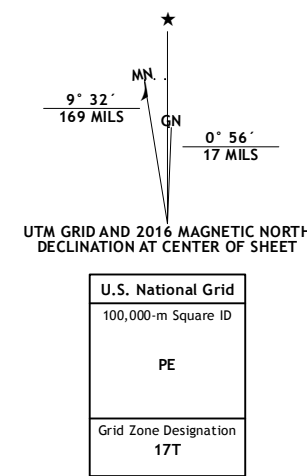 ★
MN
9° 32´
169 MILS
GN
0° 56´
17 MILS
UTM GRID AND 2016 MAGNETIC NORTH
DECLINATION AT CENTER OF SHEET
U.S. National Grid
100,000-m Square ID
PE
Grid Zone Designation
17T